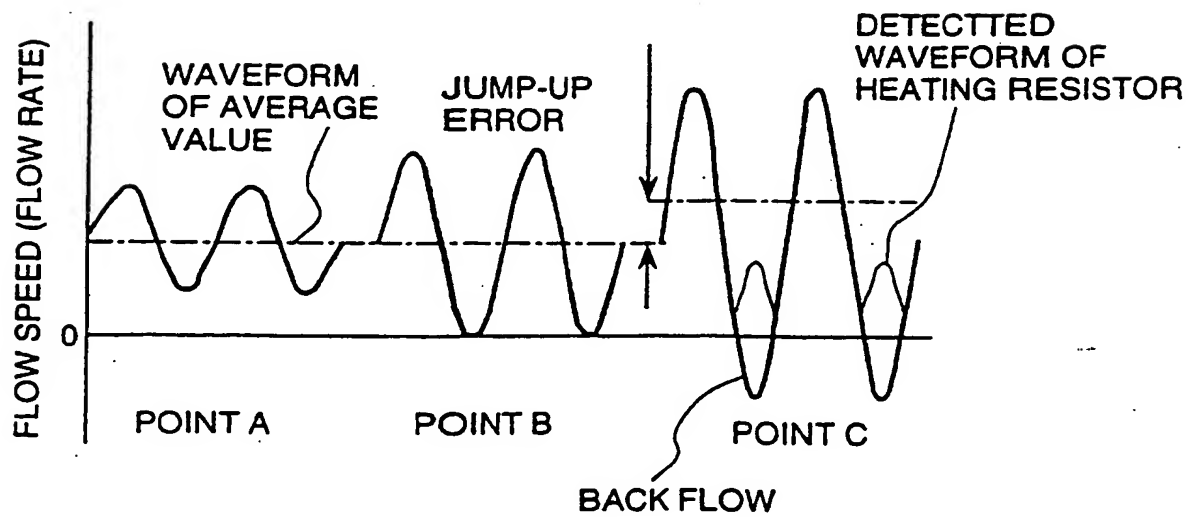 FLOW SPEED (FLOW RATE)
WAVEFORM
OF AVERAGE
VALUE
JUMP-UP
ERROR
DETECTTED
WAVEFORM OF
HEATING RESISTOR
0
POINT A
POINT B
POINT C
BACK FLOW